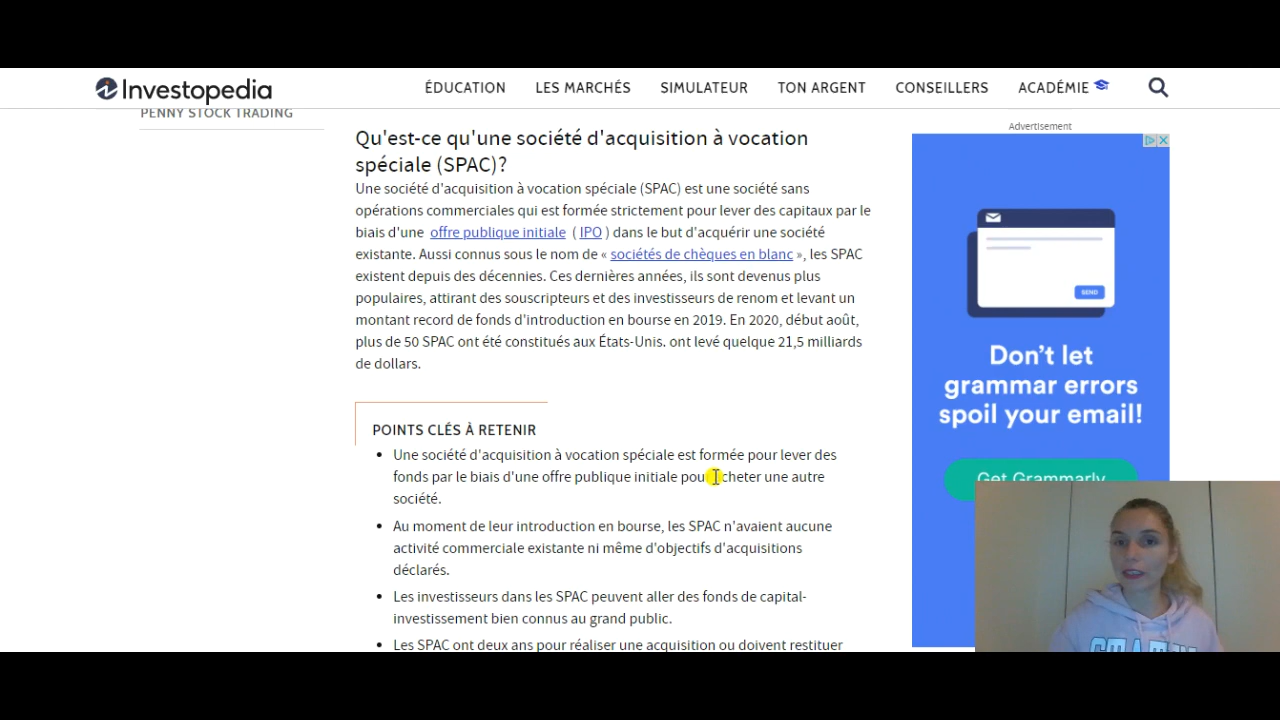 Investopedia
ÉDUCATION
LES MARCHÉS
SIMULATEUR
TON ARGENT
CONSEILLERS
ACADÉMIE
PENNY STOCK TRADING
Qu'est-ce qu'une société d'acquisition à vocation
spéciale (SPAC)?
Une société d'acquisition à vocation spéciale (SPAC) est une société sans
opérations commerciales qui est formée strictement pour lever des capitaux par le
biais d'une offre publique initiale ( IPO ) dans le but d'acquérir une société
existante. Aussi connus sous le nom de « sociétés de chèques en blanc », les SPAC
existent depuis des décennies. Ces dernières années, ils sont devenus plus
populaires, attirant des souscripteurs et des investisseurs de renom et levant un
montant record de fonds d'introduction en bourse en 2019. En 2020, début août,
plus de 50 SPAC ont été constitués aux États-Unis. ont levé quelque 21,5 milliards
de dollars.
POINTS CLÉS À RETENIR
Une société d'acquisition à vocation spéciale est formée pour lever des
fonds par le biais d'une offre publique initiale pour acheter une autre
société.
Au moment de leur introduction en bourse, les SPAC n'avaient aucune
activité commerciale existante ni même d'objectifs d'acquisitions
déclarés.
Les investisseurs dans les SPAC peuvent aller des fonds de capital-
investissement bien connus au grand public.
Les SPAC ont deux ans pour réaliser une acquisition ou doivent restituer
Advertisement
SEND
Don't let
grammar errors
spoil your email!
Get Grammarly